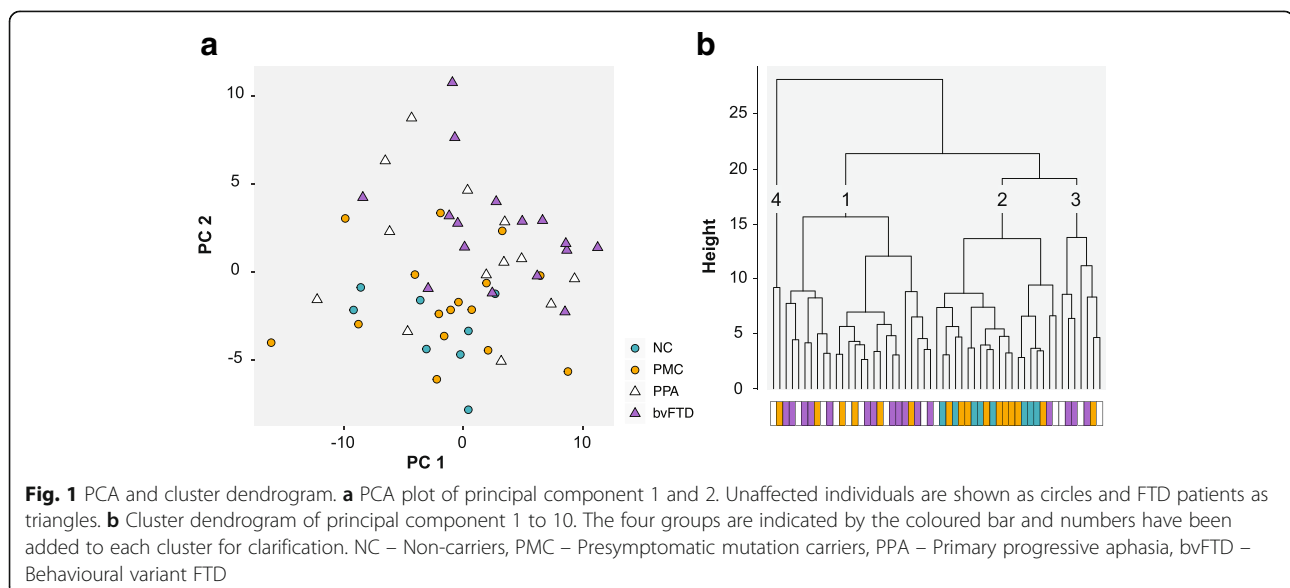 a
b
10
5
0
-5
PC 2
-10
0
10
PC 1
NC
PMC
PPA
bvFTD
25
20
15
10
5
0
Height
4
1
2
3
Fig. 1 PCA and cluster dendrogram. a PCA plot of principal component 1 and 2. Unaffected individuals are shown as circles and FTD patients as
triangles. b Cluster dendrogram of principal component 1 to 10. The four groups are indicated by the coloured bar and numbers have been
added to each cluster for clarification. NC – Non-carriers, PMC – Presymptomatic mutation carriers, PPA – Primary progressive aphasia, bvFTD –
Behavioural variant FTD